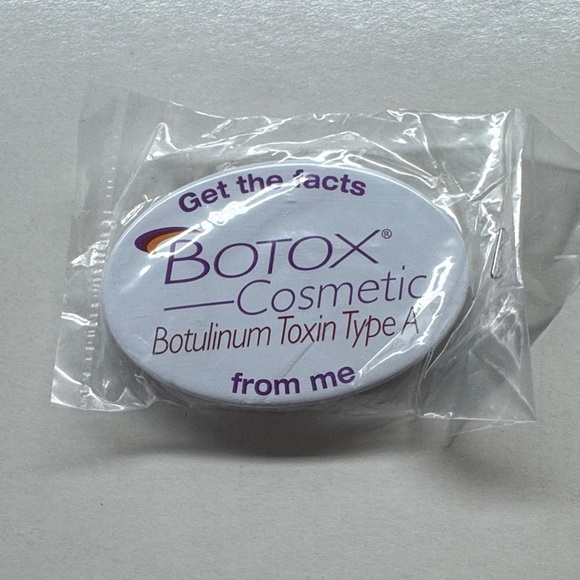 Get the facts
BOTOX®
Cosmetic
Botulinum Toxin Type A
from me